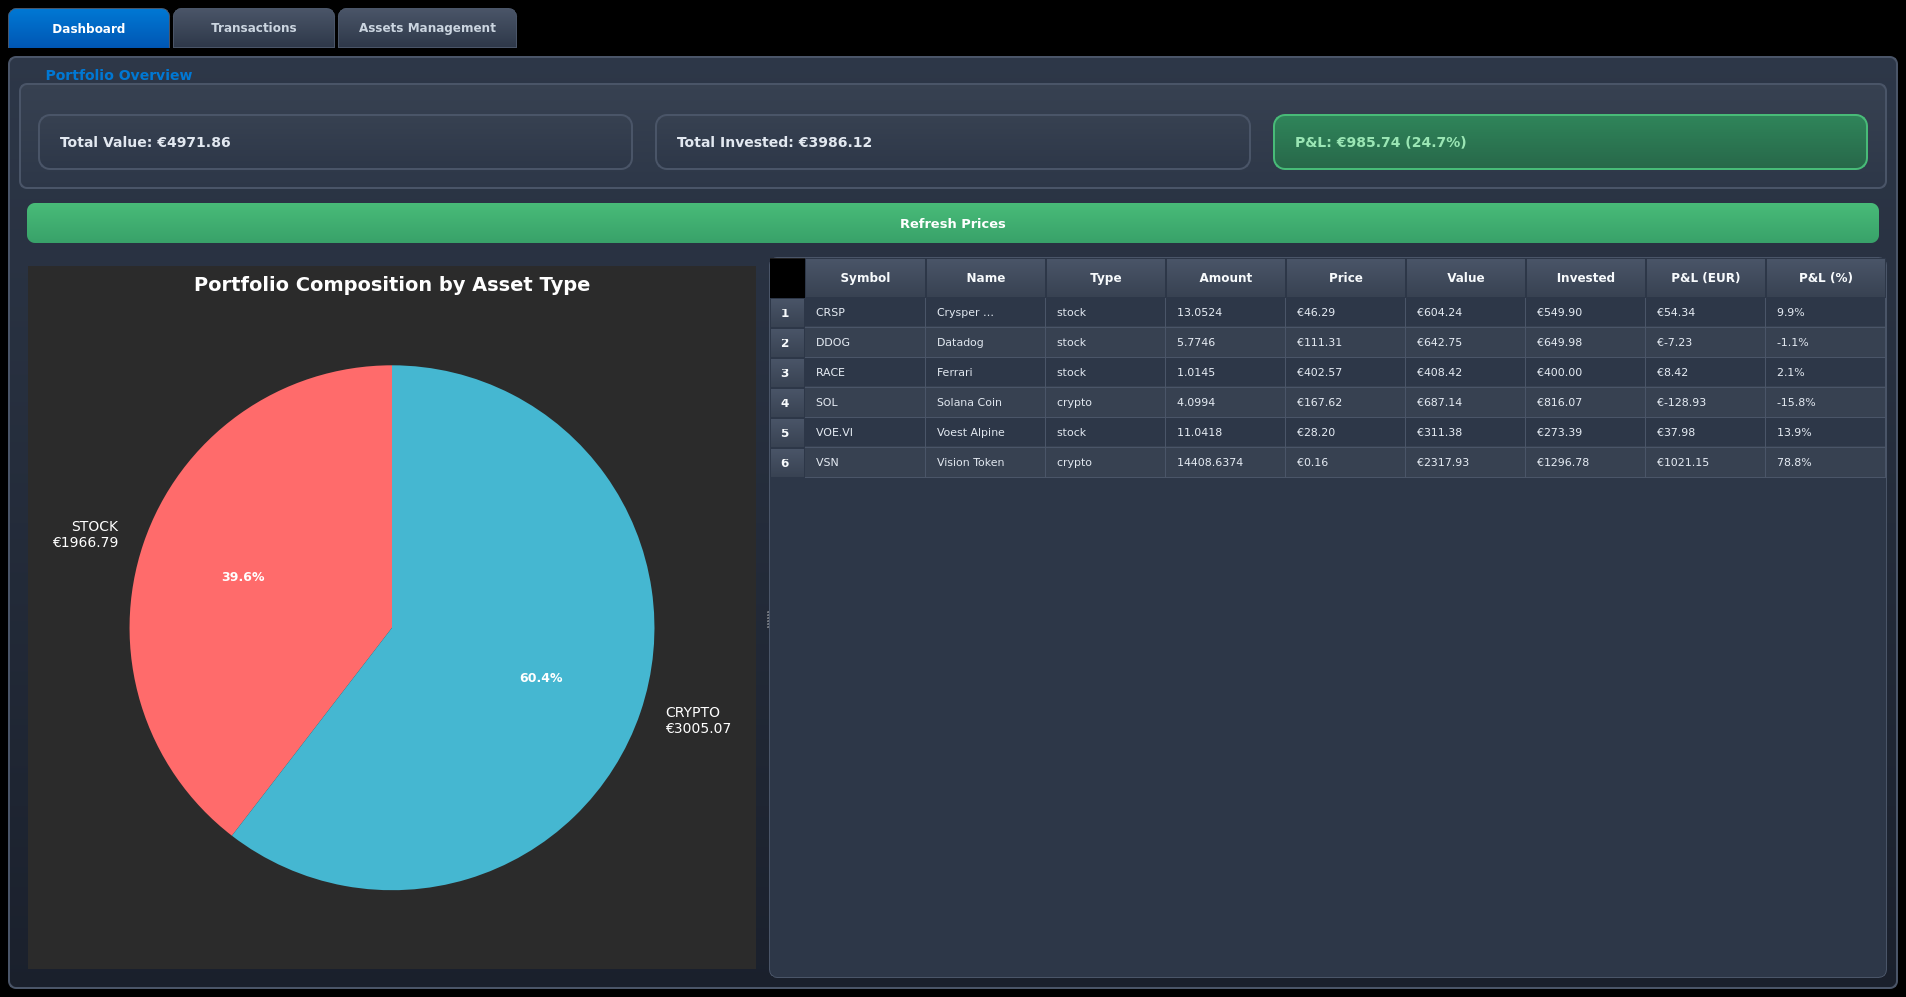 Dashboard
Transactions
Assets Management
Portfolio Overview
Total Value: €4971.86
Total Invested: €3986.12
P&L: €985.74 (24.7%)
Refresh Prices
Portfolio Composition by Asset Type
STOCK
€1966.79
39.6%
60.4%
CRYPTO
€3005.07
Symbol Name Type Amount Price Value Invested P&L (EUR) P&L (%)
1 CRSP Crysper ... stock 13.0524 €46.29 €604.24 €549.90 €54.34 9.9%
2 DDOG Datadog stock 5.7746 €111.31 €642.75 €649.98 €-7.23 -1.1%
3 RACE Ferrari stock 1.0145 €402.57 €408.42 €400.00 €8.42 2.1%
4 SOL Solana Coin crypto 4.0994 €167.62 €687.14 €816.07 €-128.93 -15.8%
5 VOE.VI Voest Alpine stock 11.0418 €28.20 €311.38 €273.39 €37.98 13.9%
6 VSN Vision Token crypto 14408.6374 €0.16 €2317.93 €1296.78 €1021.15 78.8%